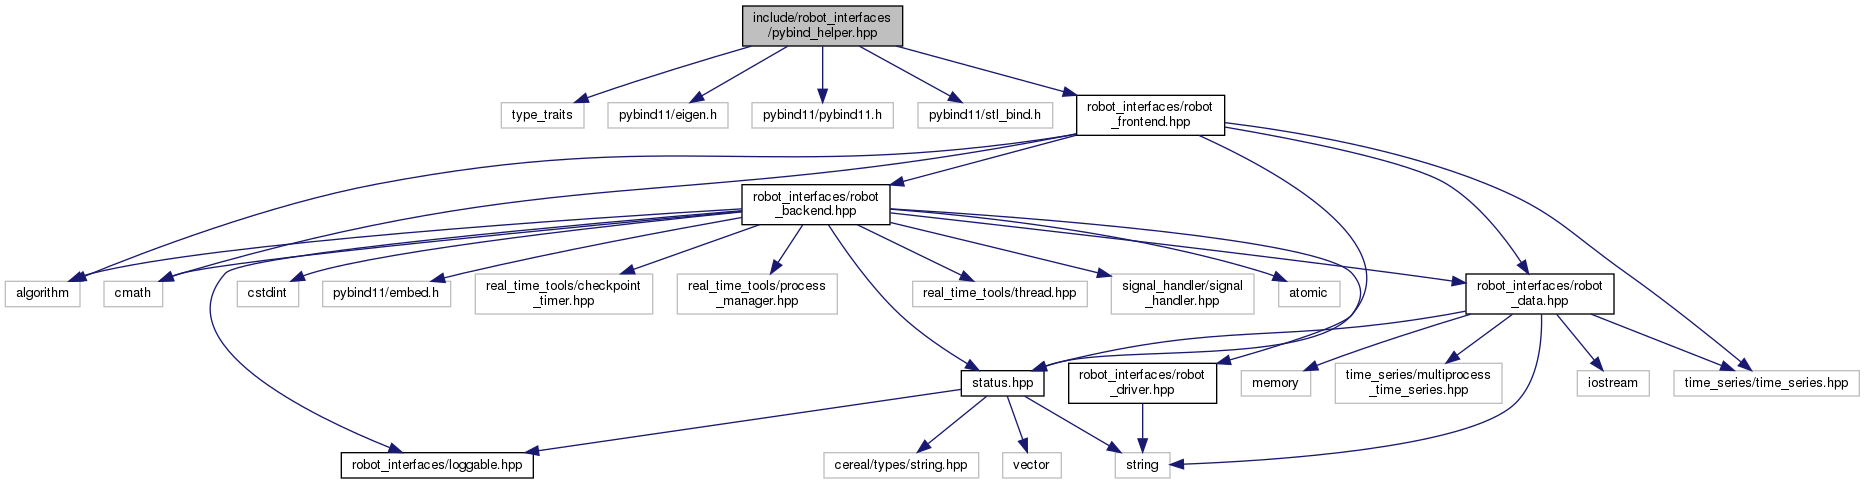 include/robot_interfaces
/pybind_helper.hpp
type_traits
pybind11/eigen.h
pybind11/pybind11.h
pybind11/stl_bind.h
robot_interfaces/robot
_frontend.hpp
robot_interfaces/robot
_backend.hpp
algorithm
cmath
cstdint
pybind11/embed.h
real_time_tools/checkpoint
_timer.hpp
real_time_tools/process
_manager.hpp
real_time_tools/thread.hpp
signal_handler/signal
_handler.hpp
atomic
robot_interfaces/robot
_data.hpp
status.hpp
robot_interfaces/robot
_driver.hpp
memory
time_series/multiprocess
_time_series.hpp
iostream
time_series/time_series.hpp
robot_interfaces/loggable.hpp
cereal/types/string.hpp
vector
string